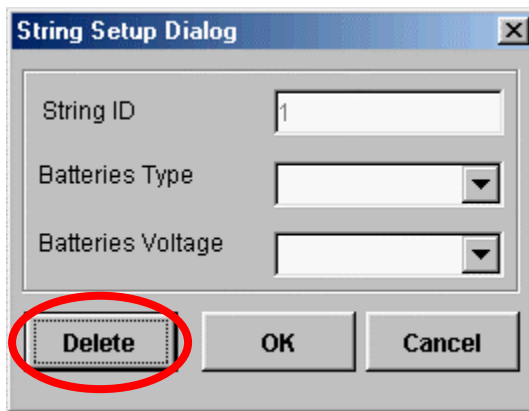 String Setup Dialog
String ID 1
Batteries Type
Batteries Voltage
Delete OK Cancel